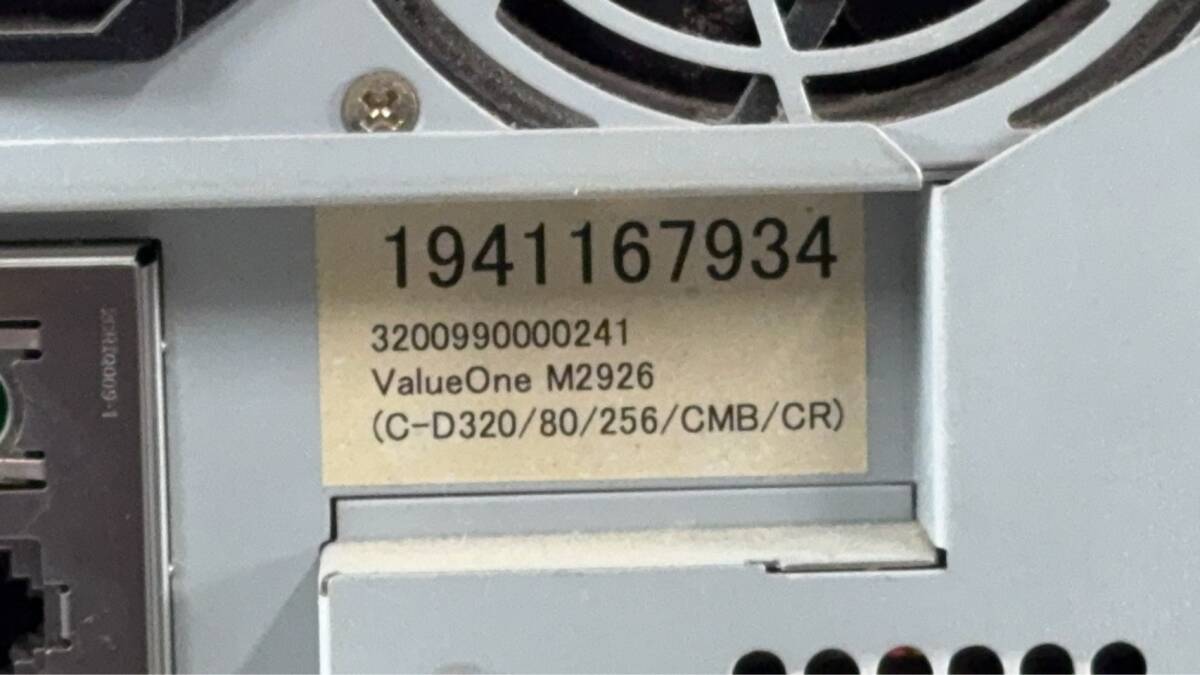 1941167934
3200990000241
ValueOne M2926
(C-D320/80/256/CMB/CR)